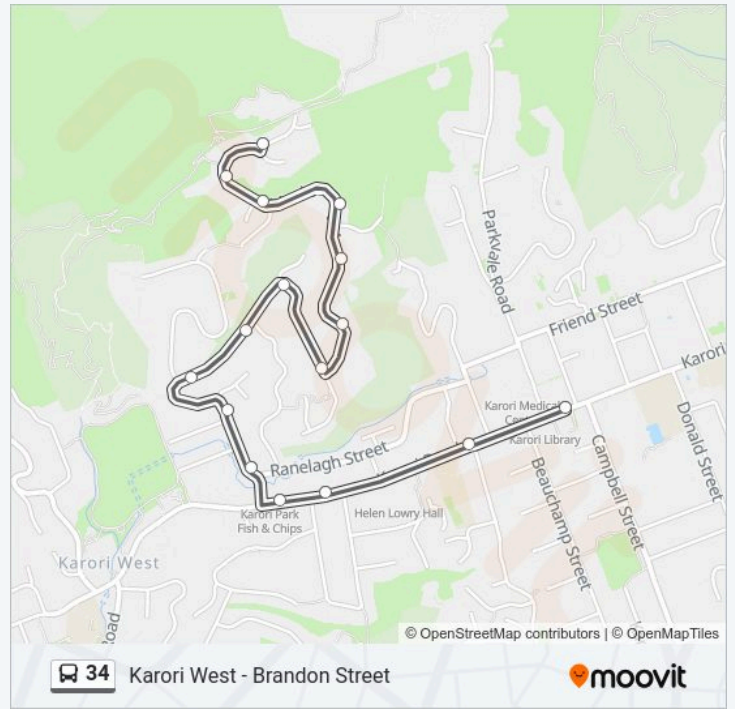 Parkvale Road
Friend Street
Karori
Karori Medical
Karori Library
Donald Street
Campbell Street
Beauchamp Street
Ranelagh Street
Karori Park
Fish & Chips
Helen Lowry Hall
Karori West
Road
© OpenStreetMap contributors | © OpenMapTiles
34 Karori West - Brandon Street
moovit